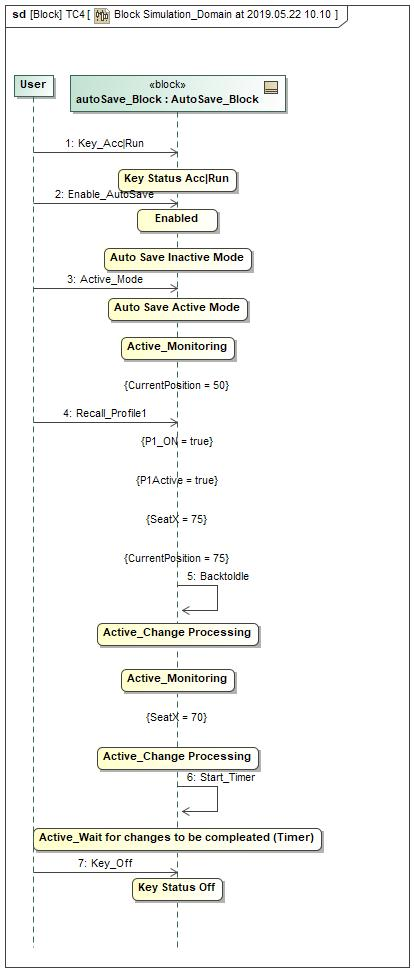 sd [Block] TC4 [ Block Simulation_Domain at 2019.05.22 10.10 ]
User
«block»
autoSave_Block : AutoSave_Block
1: Key_Acc|Run
Key Status Acc|Run
2: Enable_AutoSave
Enabled
Auto Save Inactive Mode
3: Active_Mode
Auto Save Active Mode
Active_Monitoring
{CurrentPosition = 50}
4: Recall_Profile1
{P1_ON = true}
{P1Active = true}
{SeatX = 75}
{CurrentPosition = 75}
5: BacktoIdle
Active_Change Processing
Active_Monitoring
{SeatX = 70}
Active_Change Processing
6: Start_Timer
Active_Wait for changes to be compleated (Timer)
7: Key_Off
Key Status Off